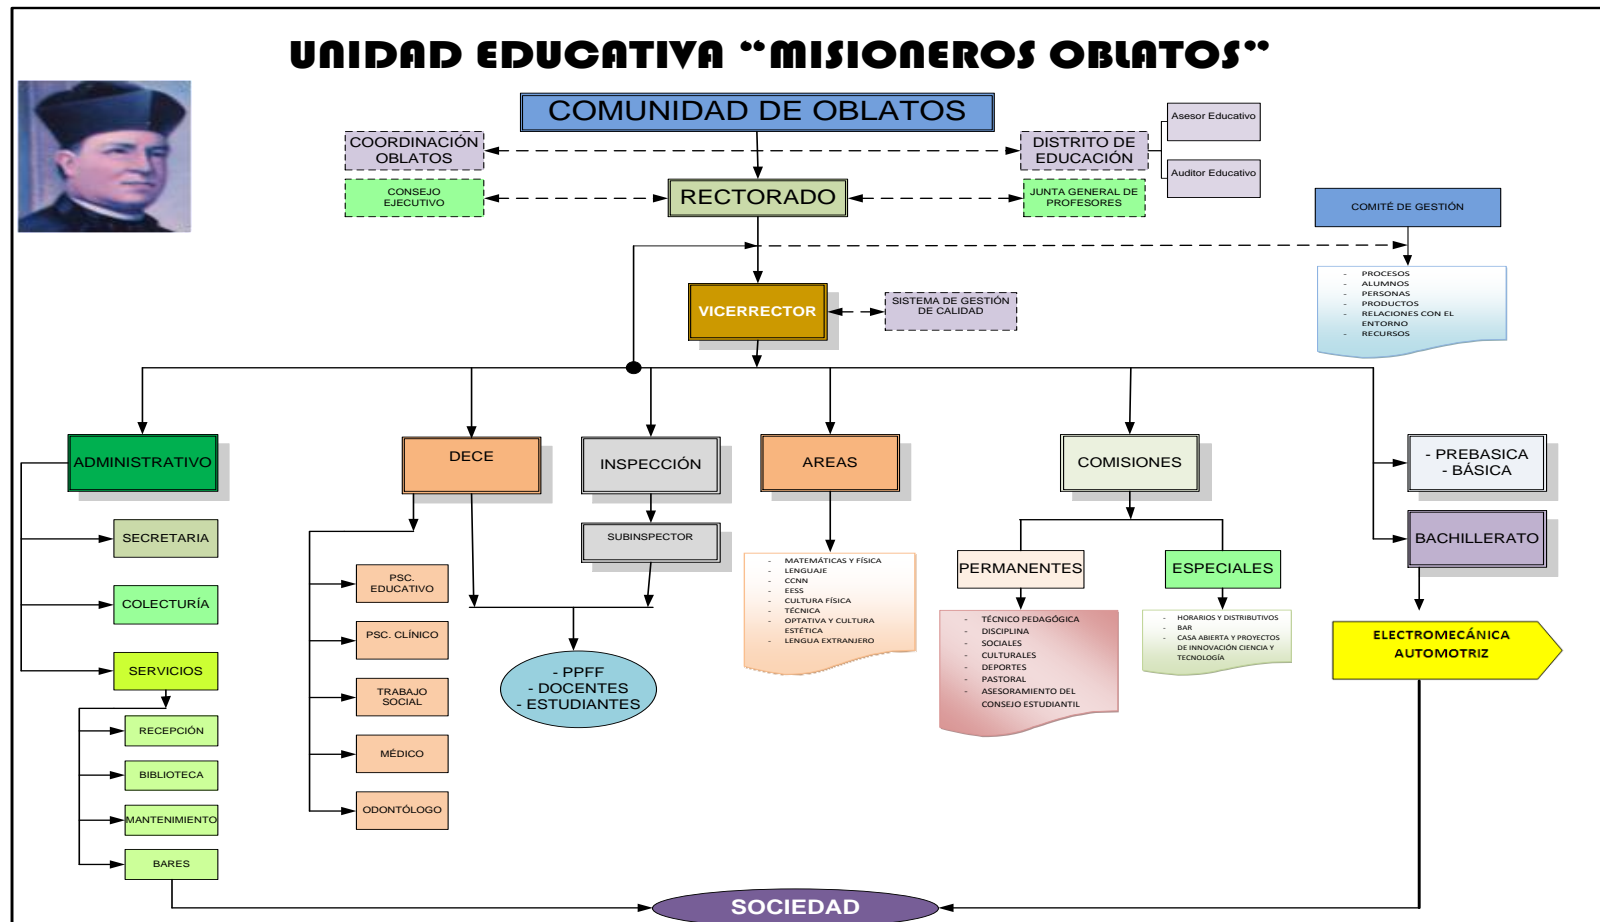 UNIDAD EDUCATIVA “MISIONEROS OBLATOS”
COMUNIDAD DE OBLATOS
COORDINACIÓN
OBLATOS
DISTRITO DE
EDUCACIÓN
Asesor Educativo
Auditor Educativo
CONSEJO
EJECUTIVO
RECTORADO
JUNTA GENERAL DE
PROFESORES
COMITÉ DE GESTIÓN
- PROCESOS
- ALUMNOS
- PERSONAS
- PRODUCTOS
- RELACIONES CON EL
ENTORNO
- RECURSOS
VICERRECTOR
SISTEMA DE GESTIÓN
DE CALIDAD
ADMINISTRATIVO
DECE
INSPECCIÓN
AREAS
COMISIONES
- PREBASICA
- BÁSICA
SECRETARIA
COLECTURÍA
SERVICIOS
RECEPCIÓN
BIBLIOTECA
MANTENIMIENTO
BARES
PSC.
EDUCATIVO
PSC. CLÍNICO
TRABAJO
SOCIAL
MÉDICO
ODONTÓLOGO
SUBINSPECTOR
- PPFF
- DOCENTES
- ESTUDIANTES
- MATEMÁTICAS Y FÍSICA
- LENGUAJE
- CCNN
- EESS
- CULTURA FÍSICA
- TÉCNICA
- OPTATIVA Y CULTURA
ESTÉTICA
- LENGUA EXTRANJERO
PERMANENTES
- TÉCNICO PEDAGÓGICA
- DISCIPLINA
- SOCIALES
- CULTURALES
- DEPORTES
- PASTORAL
- ASESORAMIENTO DEL
CONSEJO ESTUDIANTIL
ESPECIALES
- HORARIOS Y DISTRIBUTIVOS
- BAR
- CASA ABIERTA Y PROYECTOS
DE INNOVACIÓN CIENCIA Y
TECNOLOGÍA
BACHILLERATO
ELECTROMECÁNICA
AUTOMOTRIZ
SOCIEDAD